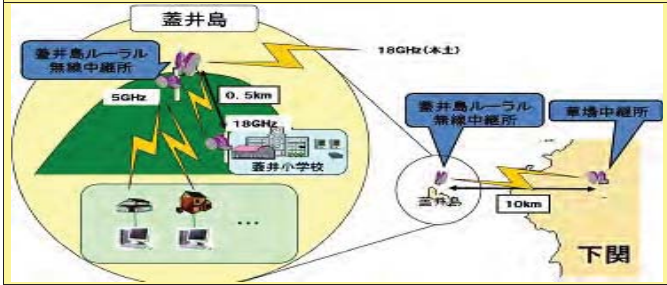 蓋井島
蓋井島ルーラル
無線中継所
18GHz(本土)
5GHz
0.5km
18GHz
蓋井小学校
…
蓋井島ルーラル
無線中継所
中継所
蓋井島
10km
下関